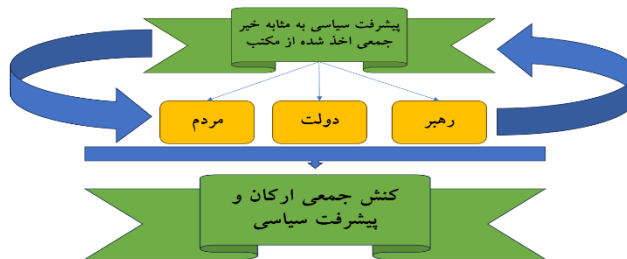 پیشرفت سیاسی به مثابه خیر
جمعی اخذ شده از مکتب
رهبر
دولت
مردم
کنش جمعی ارکان و
پیشرفت سیاسی